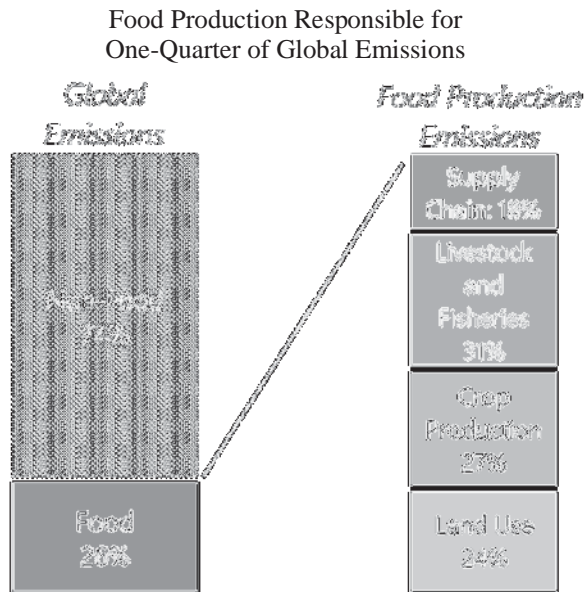 Food Production Responsible for
One-Quarter of Global Emissions
Global
Emissions
Food Production
Emissions
Food
Supply
Chain: 18%
Livestock
and
Fisheries
31%
Crop
Production
27%
Land Use
24%